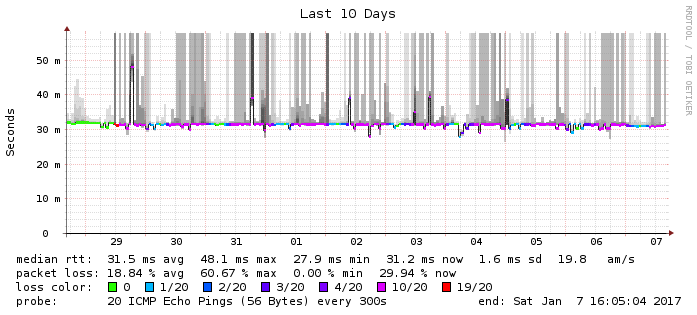 Last 10 Days
RRDTOOL / TOBI OETIKER
Seconds
50 m
40 m
30 m
20 m
10 m
0
29 30 31 01 02 03 04 05 06 07
median rtt: 31.5 ms avg 48.1 ms max 27.9 ms min 31.2 ms now 1.6 ms sd 19.8 am/s
packet loss: 18.84 % avg 60.67 % max 0.00 % min 29.94 % now
loss color: 0 1/20 2/20 3/20 4/20 10/20 19/20
probe: 20 ICMP Echo Pings (56 Bytes) every 300s end: Sat Jan 7 16:05:04 2017